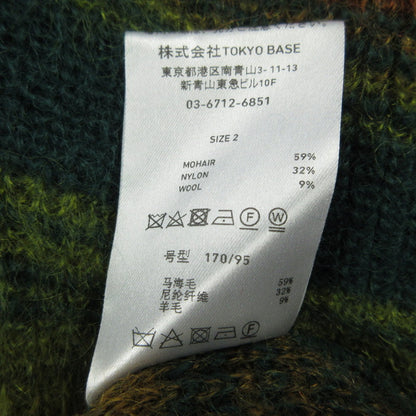 株式会社TOKYO BASE
東京都港区南青山3-11-13
新青山東急ビル10F
03-6712-6851
SIZE 2
MOHAIR 59%
NYLON 32%
WOOL 9%
F W
号型 170/95
马海毛 59%
尼纶纤维 32%
羊毛 9%
F W